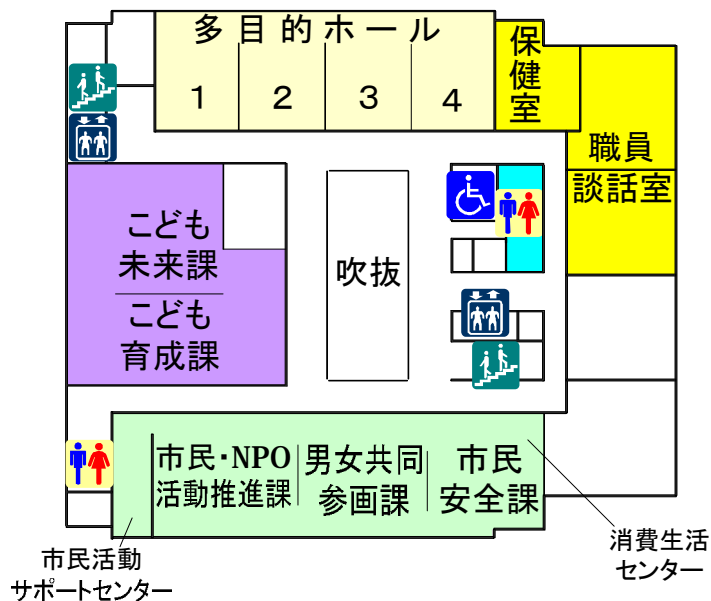 多目的ホール
1
2
3
4
保健室
職員
談話室
こども
未来課
こども
育成課
吹抜
市民・NPO
活動推進課
男女共同
参画課
市民
安全課
市民活動
サポートセンター
消費生活
センター